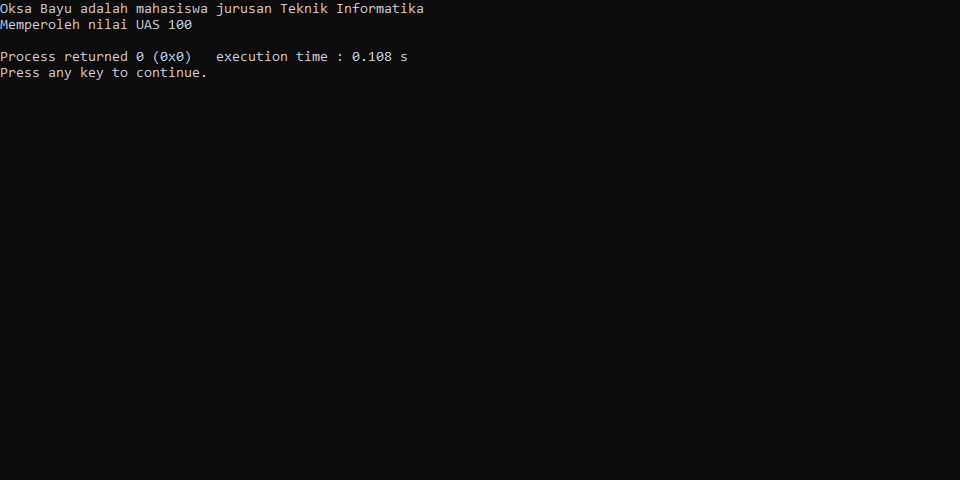 Oksa Bayu adalah mahasiswa jurusan Teknik Informatika
Memperoleh nilai UAS 100
Process returned 0 (0x0)   execution time : 0.108 s
Press any key to continue.